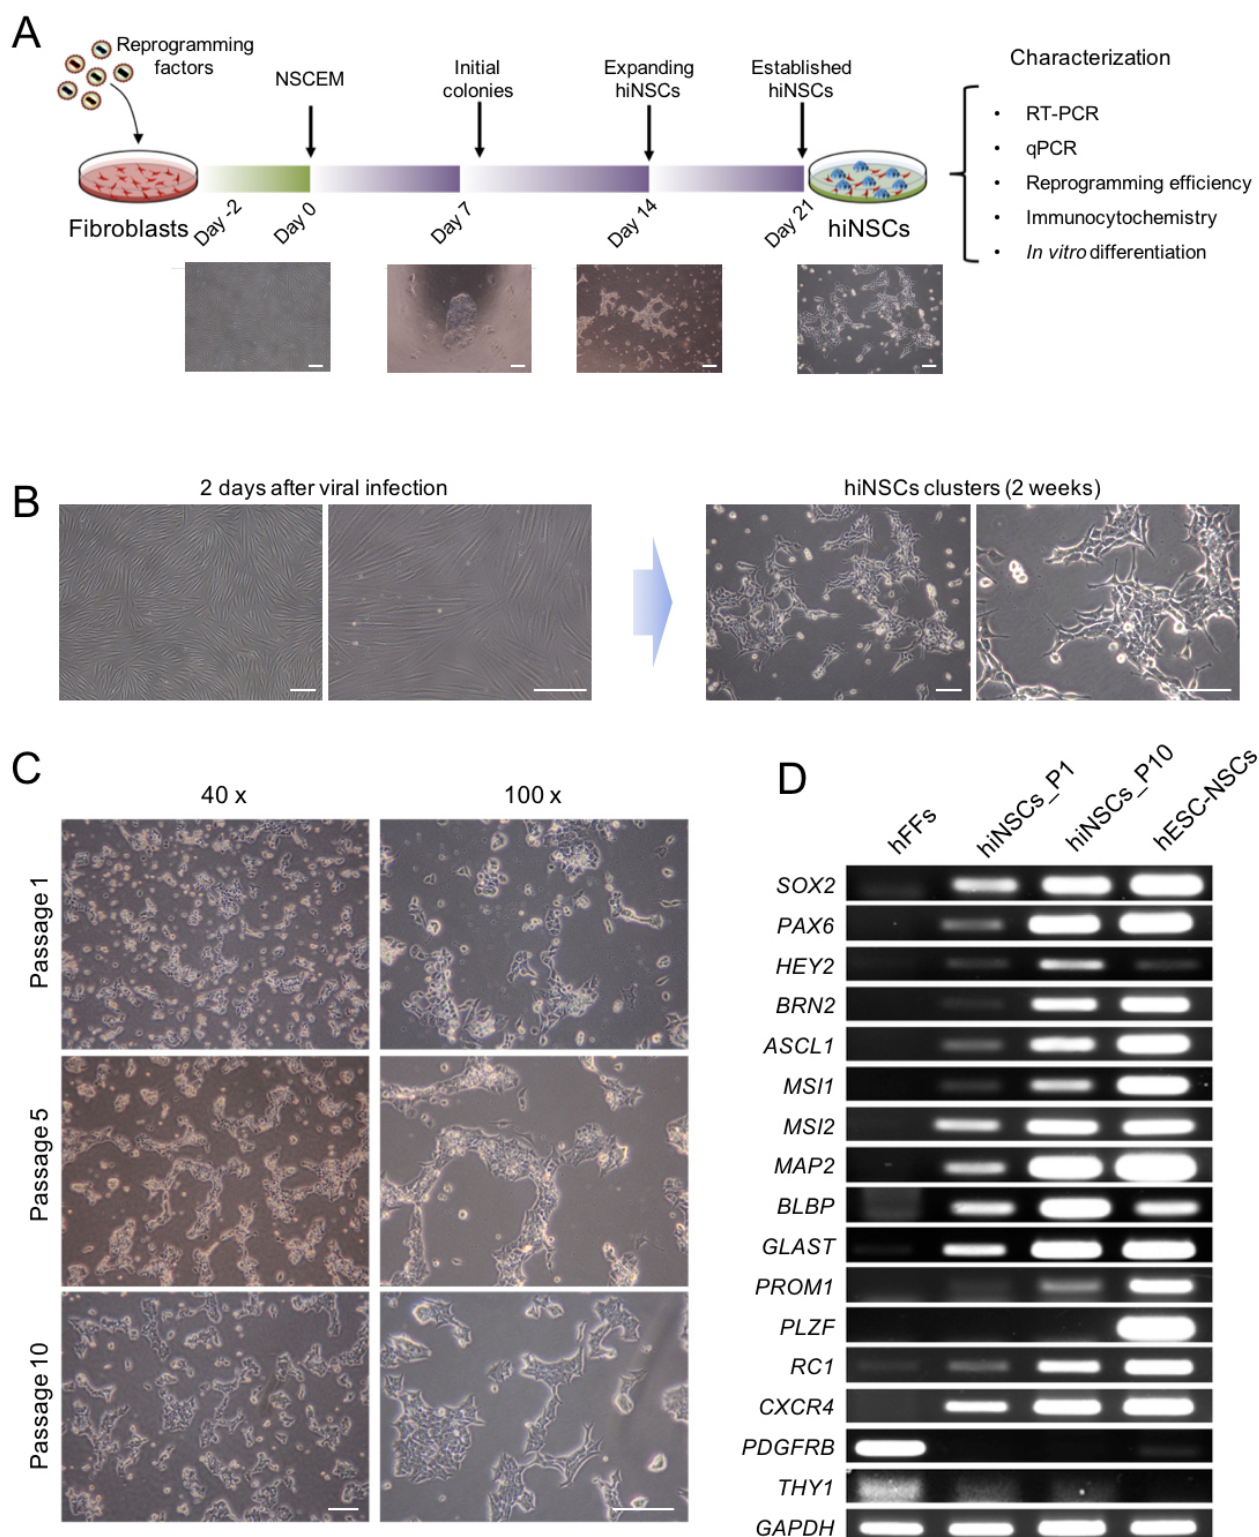 A
Reprogramming
factors
NSCEM
Initial
colonies
Expanding
hiNSCs
Established
hiNSCs
Characterization
• RT-PCR
• qPCR
• Reprogramming efficiency
• Immunocytochemistry
• In vitro differentiation
Fibroblasts
Day -2
Day 0
Day 7
Day 14
Day 21
hiNSCs
B
2 days after viral infection
hiNSCs clusters (2 weeks)
C
40 x
100 x
Passage 1
Passage 5
Passage 10
D
hFFs
hiNSCs_P1
hiNSCs_P10
hESC-NSCs
SOX2
PAX6
HEY2
BRN2
ASCL1
MSI1
MSI2
MAP2
BLBP
GLAST
PROM1
PLZF
RC1
CXCR4
PDGFRB
THY1
GAPDH